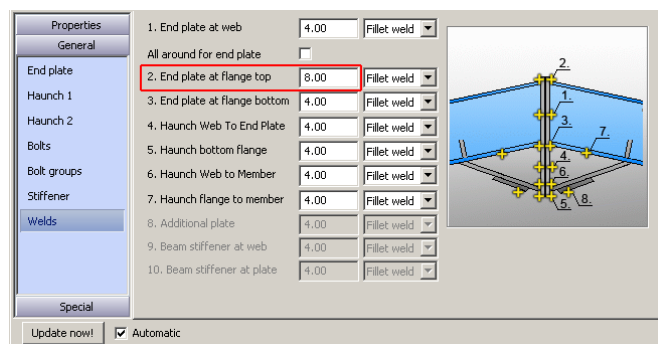 Properties
General
End plate
Haunch 1
Haunch 2
Bolts
Bolt groups
Stiffener
Welds
Special
1. End plate at web 4.00 Fillet weld
All around for end plate
2. End plate at flange top 8.00 Fillet weld
3. End plate at flange bottom 4.00 Fillet weld
4. Haunch Web To End Plate 4.00 Fillet weld
5. Haunch bottom flange 4.00 Fillet weld
6. Haunch Web to Member 4.00 Fillet weld
7. Haunch flange to member 4.00 Fillet weld
8. Additional plate 4.00 Fillet weld
9. Beam stiffener at web 4.00 Fillet weld
10. Beam stiffener at plate 4.00 Fillet weld
2.
1.
3.
7.
4.
6.
5.
8.
Update now! Automatic